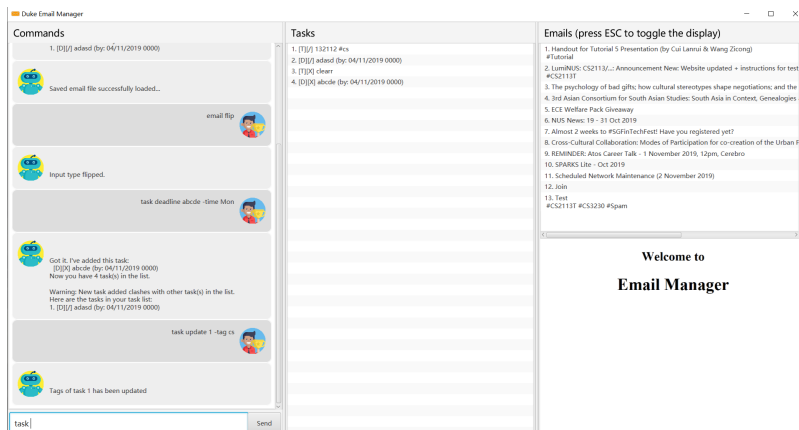 Duke Email Manager
Commands
1. [D][/] adasd (by: 04/11/2019 0000)
Saved email file successfully loaded...
email flip
Input type flipped.
task deadline abcde -time Mon
Got it. I've added this task:
[D][X] abcde (by: 04/11/2019 0000)
Now you have 4 task(s) in the list.
Warning: New task added clashes with other task(s) in the list.
Here are the tasks in your task list:
1. [D][/] adasd (by: 04/11/2019 0000)
task update 1 -tag cs
Tags of task 1 has been updated
task
Send
Tasks
1. [T][/] 132112 #cs
2. [D][/] adasd (by: 04/11/2019 0000)
3. [T][X] clearr
4. [D][X] abcde (by: 04/11/2019 0000)
Emails (press ESC to toggle the display)
1. Handout for Tutorial 5 Presentation (by Cui Lanrui & Wang Zicong)
#Tutorial
2. LumiNUS: CS2113/...: Announcement New: Website updated + instructions for test
#CS2113T
3. The psychology of bad gifts; how cultural stereotypes shape negotiations; and the
4. 3rd Asian Consortium for South Asian Studies: South Asia in Context, Genealogies
5. ECE Welfare Pack Giveaway
6. NUS News: 19 - 31 Oct 2019
7. Almost 2 weeks to #SGFinTechFest! Have you registered yet?
8. Cross-Cultural Collaboration: Modes of Participation for co-creation of the Urban
9. REMINDER: Atos Career Talk - 1 November 2019, 12pm, Cerebro
10. SPARKS Lite - Oct 2019
11. Scheduled Network Maintenance (2 November 2019)
12. Join
13. Test
#CS2113T #CS3230 #Spam
Welcome to
Email Manager